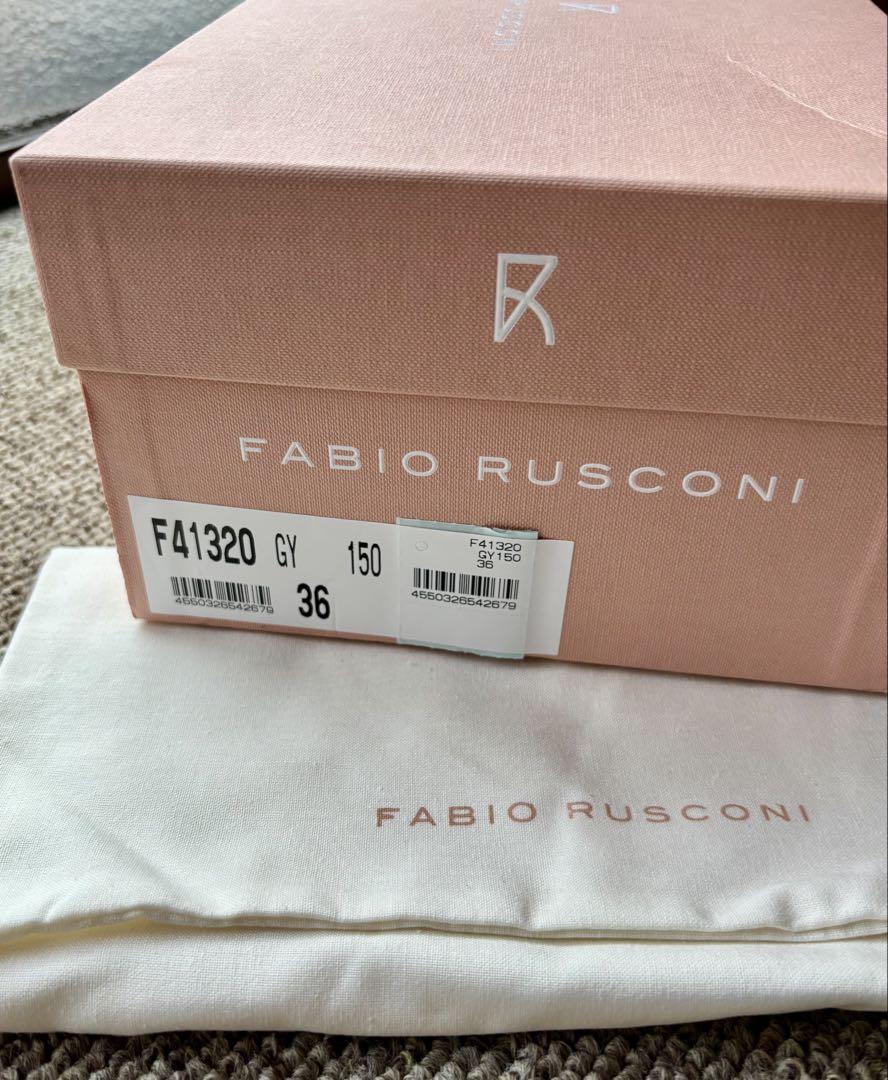 FABIO RUSCONI
F41320 GY 150
4550326542679
36
F41320
GY150
36
4550326542679
FABIO RUSCONI